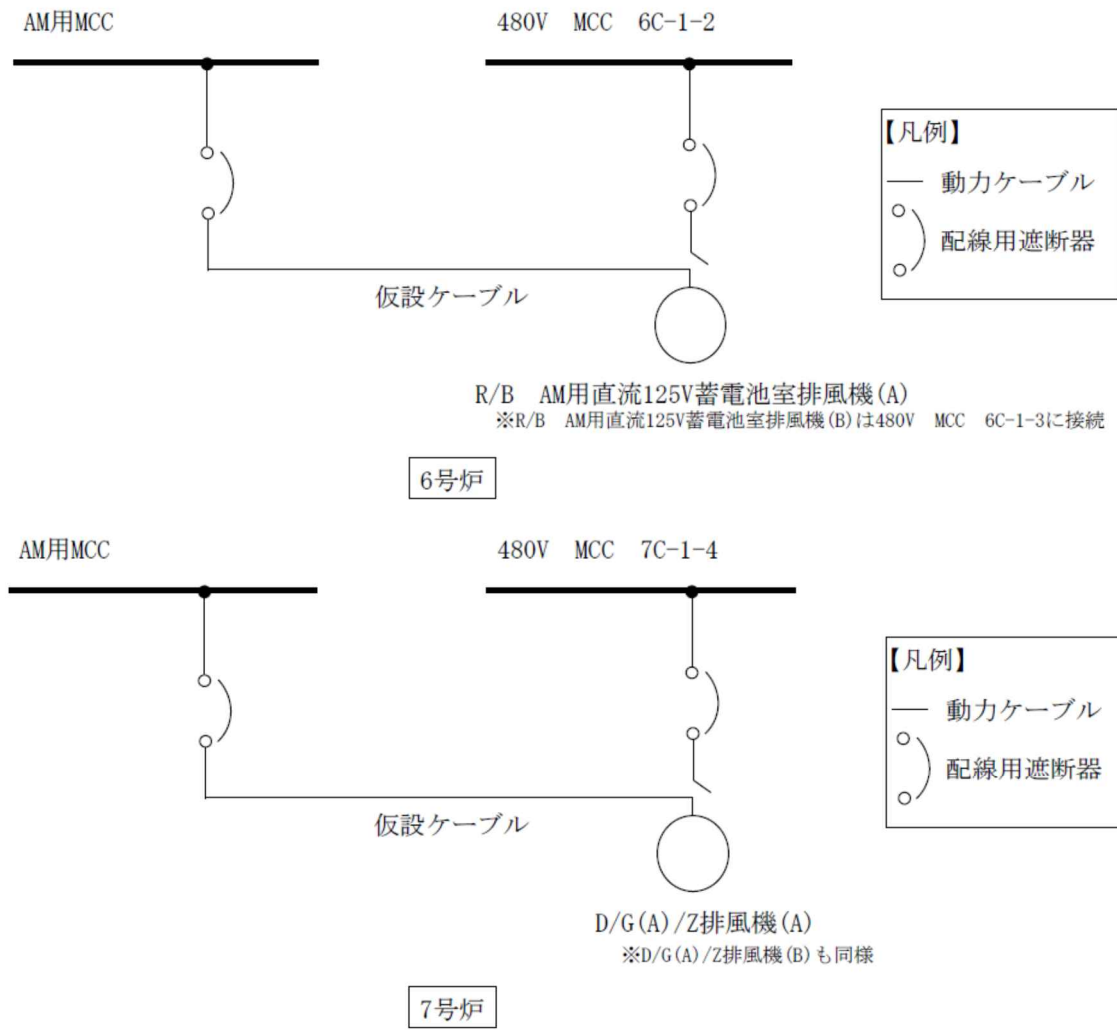 AM用MCC
480V MCC 6C-1-2
【凡例】
動力ケーブル
配線用遮断器
仮設ケーブル
R/B AM用直流125V蓄電池室排風機(A)
※R/B AM用直流125V蓄電池室排風機(B)は480V MCC 6C-1-3に接続
6号炉
AM用MCC
480V MCC 7C-1-4
【凡例】
動力ケーブル
配線用遮断器
仮設ケーブル
D/G(A)/Z排風機(A)
※D/G(A)/Z排風機(B)も同様
7号炉